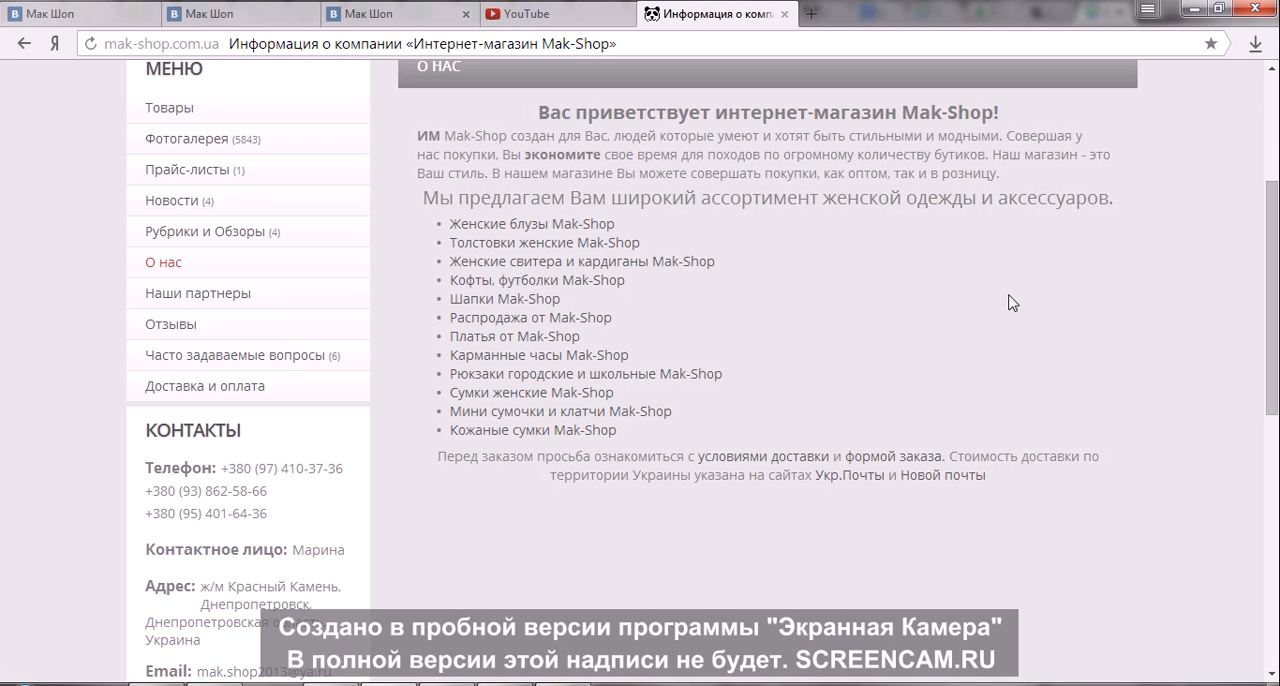 Мак Шоп
Мак Шоп
Мак Шоп
YouTube
Информация о комп
mak-shop.com.ua Информация о компании «Интернет-магазин Mak-Shop»
МЕНЮ
Товары
Фотогалерея (5843)
Прайс-листы (1)
Новости (4)
Рубрики и Обзоры (4)
О нас
Наши партнеры
Отзывы
Часто задаваемые вопросы (6)
Доставка и оплата
КОНТАКТЫ
Телефон: +380 (97) 410-37-36
+380 (93) 862-58-66
+380 (95) 401-64-36
Контактное лицо: Марина
Адрес: ж/м Красный Камень,
Днепропетровск,
Днепропетровская область,
Украина
Email: mak.shop2013@ya.ru
О НАС
Вас приветствует интернет-магазин Mak-Shop!
ИМ Mak-Shop создан для Вас, людей которые умеют и хотят быть стильными и модными. Совершая у
нас покупки, Вы экономите свое время для походов по огромному количеству бутиков. Наш магазин - это
Ваш стиль. В нашем магазине Вы можете совершать покупки, как оптом, так и в розницу.
Мы предлагаем Вам широкий ассортимент женской одежды и аксессуаров.
• Женские блузы Mak-Shop
• Толстовки женские Mak-Shop
• Женские свитера и кардиганы Mak-Shop
• Кофты, футболки Mak-Shop
• Шапки Mak-Shop
• Распродажа от Mak-Shop
• Платья от Mak-Shop
• Карманные часы Mak-Shop
• Рюкзаки городские и школьные Mak-Shop
• Сумки женские Mak-Shop
• Мини сумочки и клатчи Mak-Shop
• Кожаные сумки Mak-Shop
Перед заказом просьба ознакомиться с условиями доставки и формой заказа. Стоимость доставки по
территории Украины указана на сайтах Укр.Почты и Новой почты
Создано в пробной версии программы "Экранная Камера"
В полной версии этой надписи не будет. SCREENCAM.RU